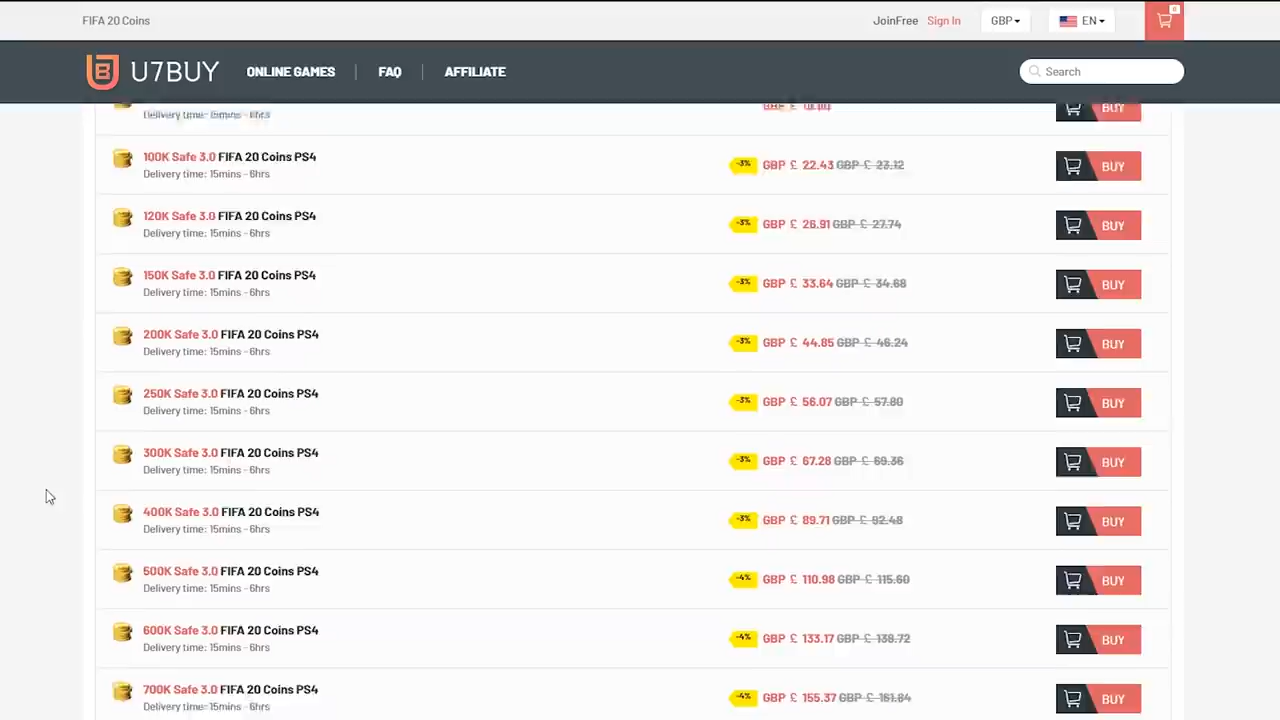 FIFA 20 Coins
JoinFree Sign In GBP EN 0
U7BUY ONLINE GAMES FAQ AFFILIATE Search
Delivery time: 15mins - 6hrs
BUY
100K Safe 3.0 FIFA 20 Coins PS4
-3% GBP £ 22.43 GBP £ 23.12 BUY
Delivery time: 15mins - 6hrs
120K Safe 3.0 FIFA 20 Coins PS4
-3% GBP £ 26.91 GBP £ 27.74 BUY
Delivery time: 15mins - 6hrs
150K Safe 3.0 FIFA 20 Coins PS4
-3% GBP £ 33.64 GBP £ 34.68 BUY
Delivery time: 15mins - 6hrs
200K Safe 3.0 FIFA 20 Coins PS4
-3% GBP £ 44.85 GBP £ 46.24 BUY
Delivery time: 15mins - 6hrs
250K Safe 3.0 FIFA 20 Coins PS4
-3% GBP £ 56.07 GBP £ 57.80 BUY
Delivery time: 15mins - 6hrs
300K Safe 3.0 FIFA 20 Coins PS4
-3% GBP £ 67.28 GBP £ 69.36 BUY
Delivery time: 15mins - 6hrs
400K Safe 3.0 FIFA 20 Coins PS4
-3% GBP £ 89.71 GBP £ 92.48 BUY
Delivery time: 15mins - 6hrs
500K Safe 3.0 FIFA 20 Coins PS4
-4% GBP £ 110.98 GBP £ 115.60 BUY
Delivery time: 15mins - 6hrs
600K Safe 3.0 FIFA 20 Coins PS4
-4% GBP £ 133.17 GBP £ 138.72 BUY
Delivery time: 15mins - 6hrs
700K Safe 3.0 FIFA 20 Coins PS4
-4% GBP £ 155.37 GBP £ 161.84 BUY
Delivery time: 15mins - 6hrs